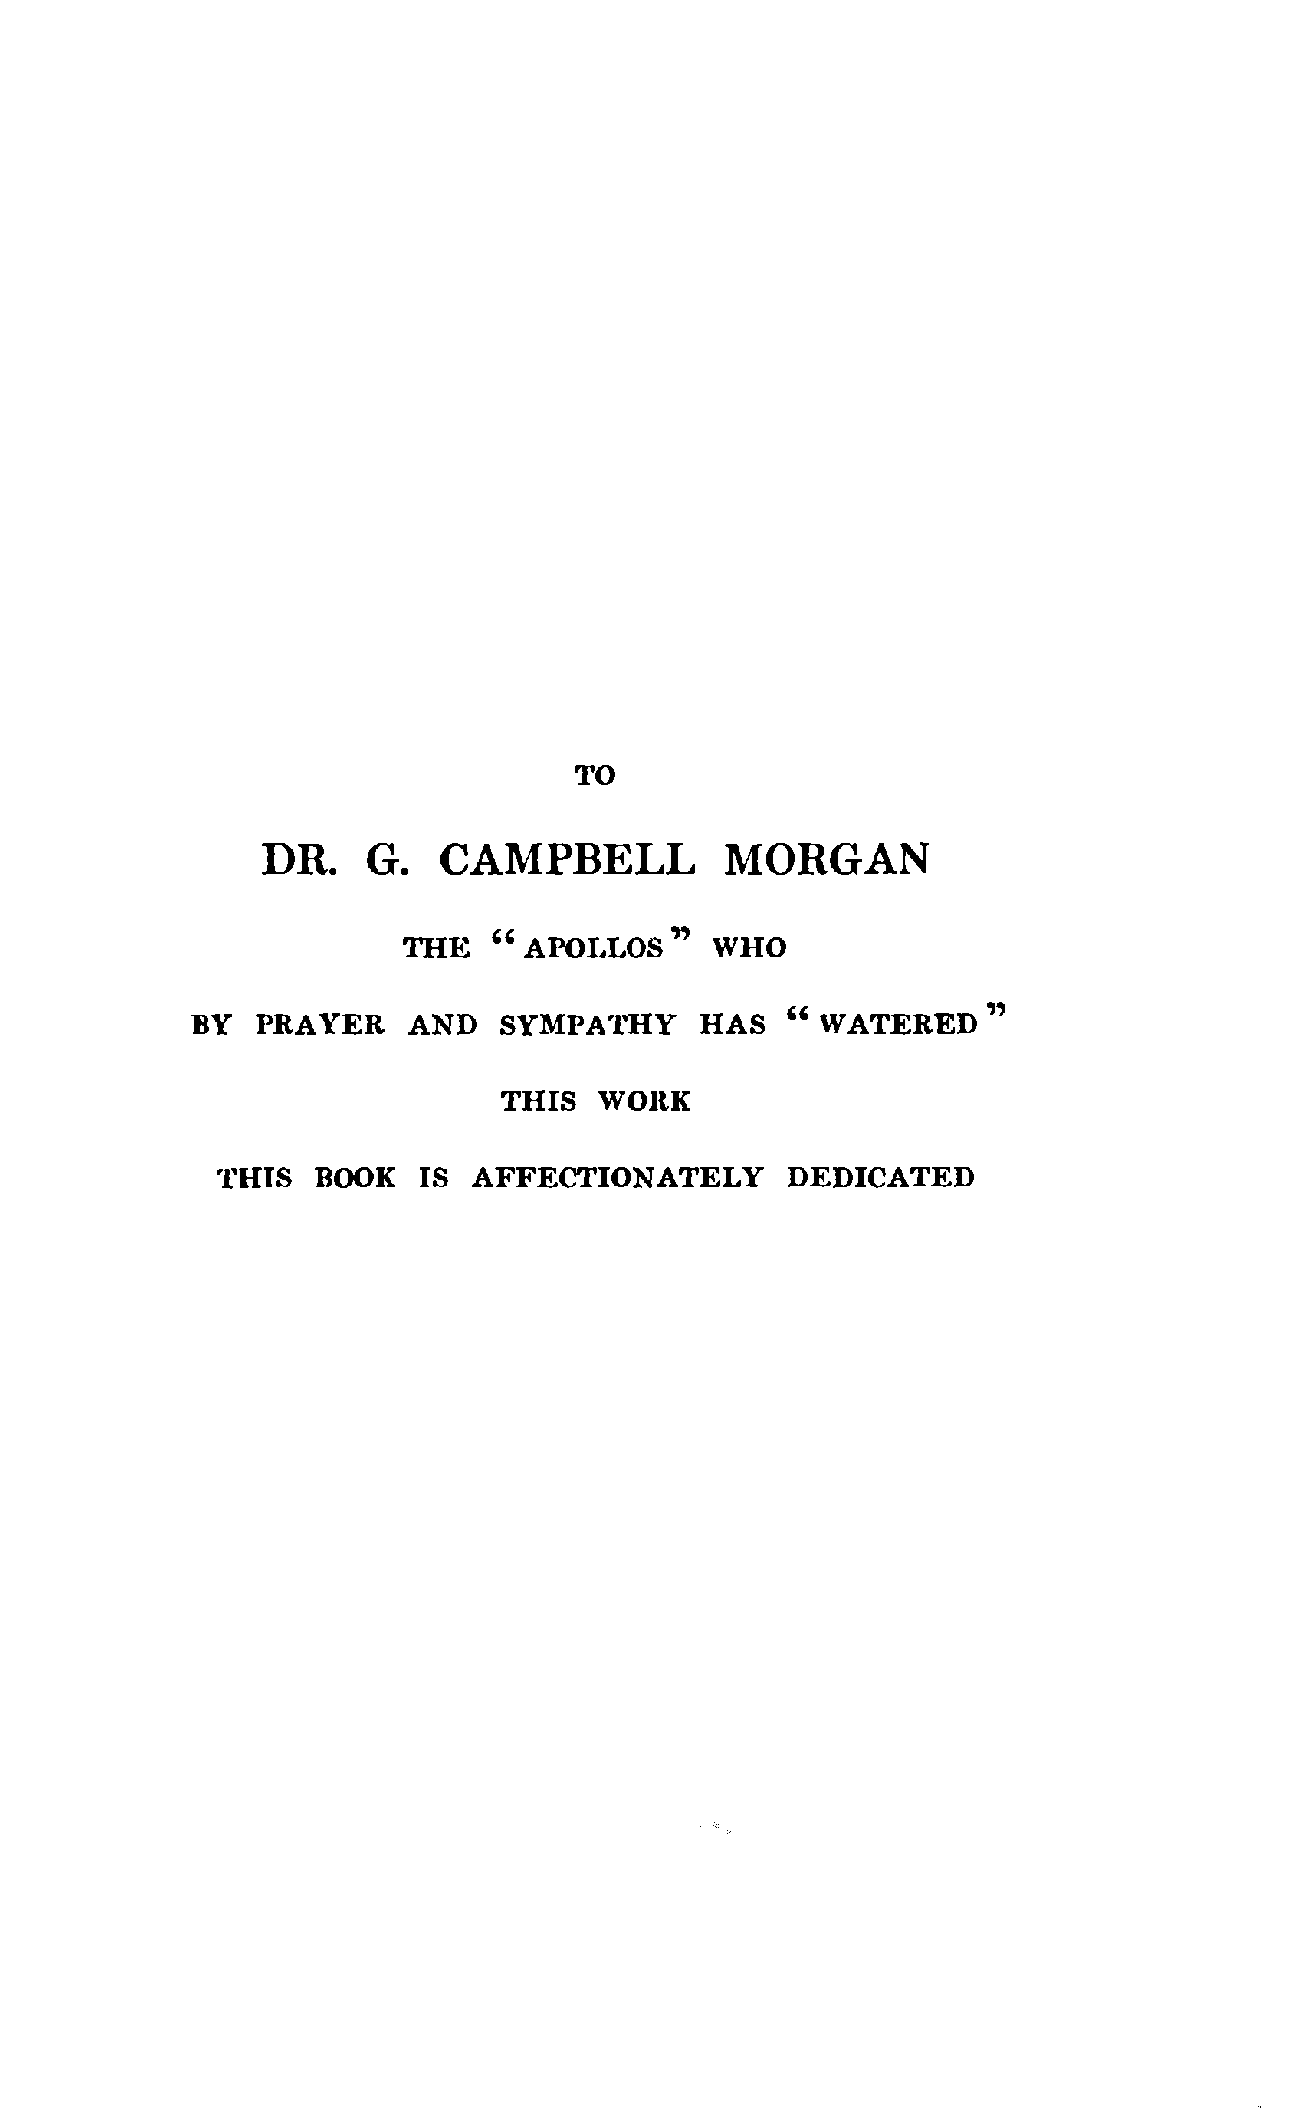 TO
DR. G. CAMPBELL MORGAN
THE “APOLLOS” WHO
BY PRAYER AND SYMPATHY HAS “WATERED”
THIS WORK
THIS BOOK IS AFFECTIONATELY DEDICATED